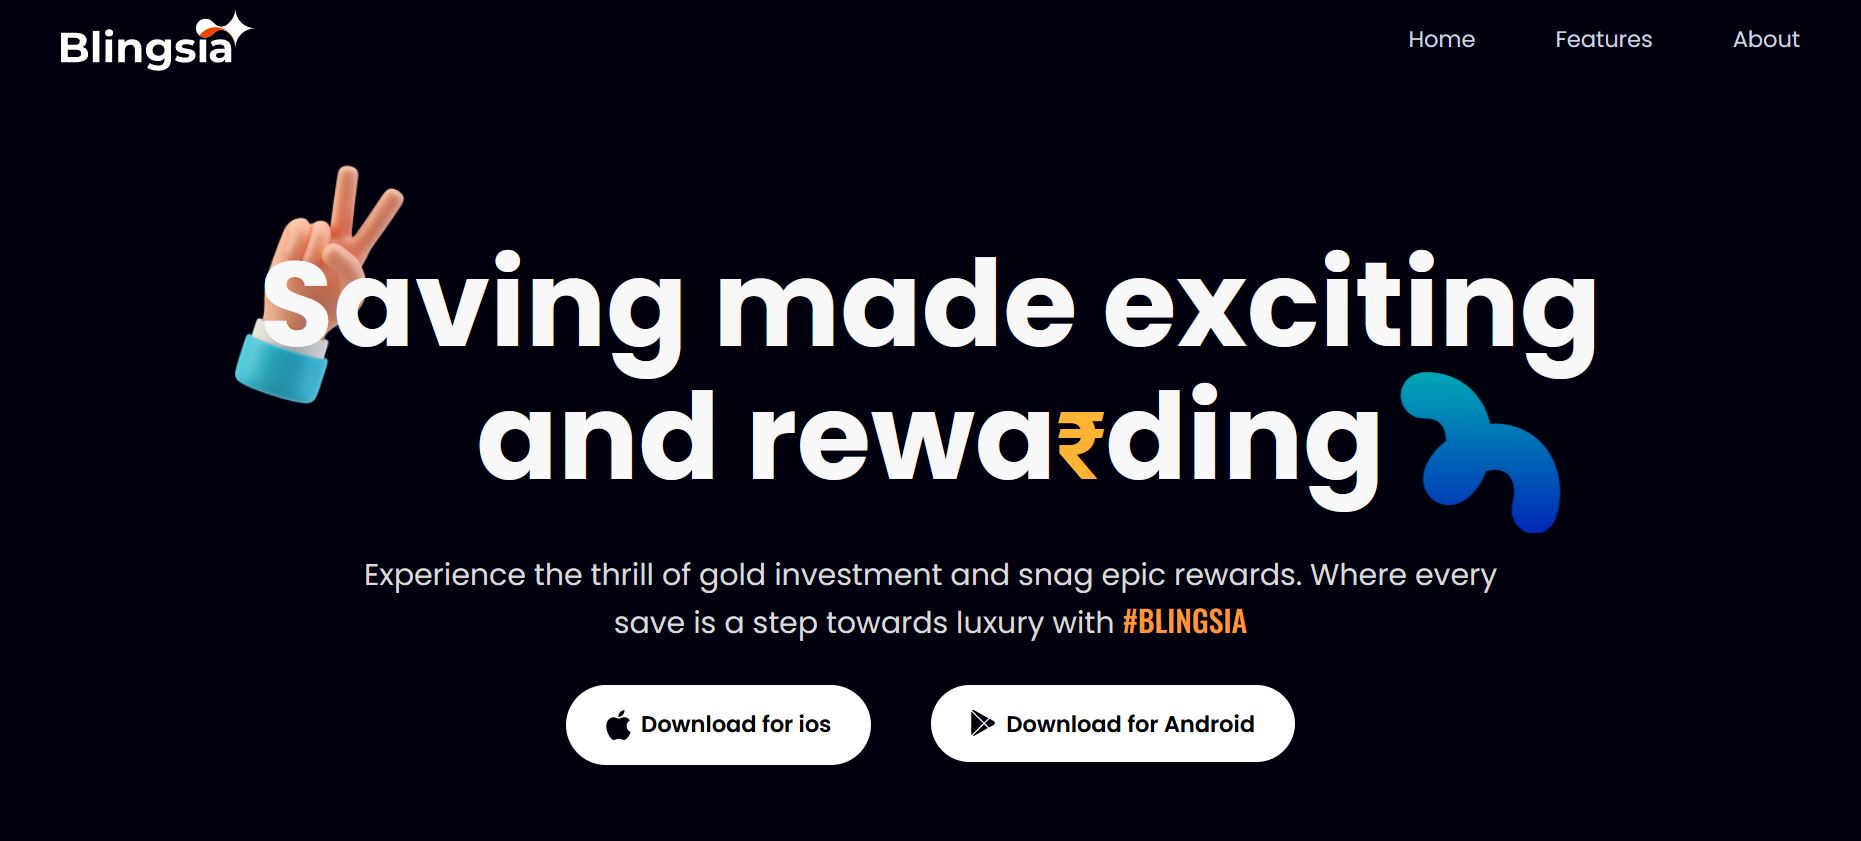 Blingsia
Home
Features
About
Saving made exciting
and rewa₹ding
Experience the thrill of gold investment and snag epic rewards. Where every
save is a step towards luxury with #BLINGSIA
Download for ios
Download for Android